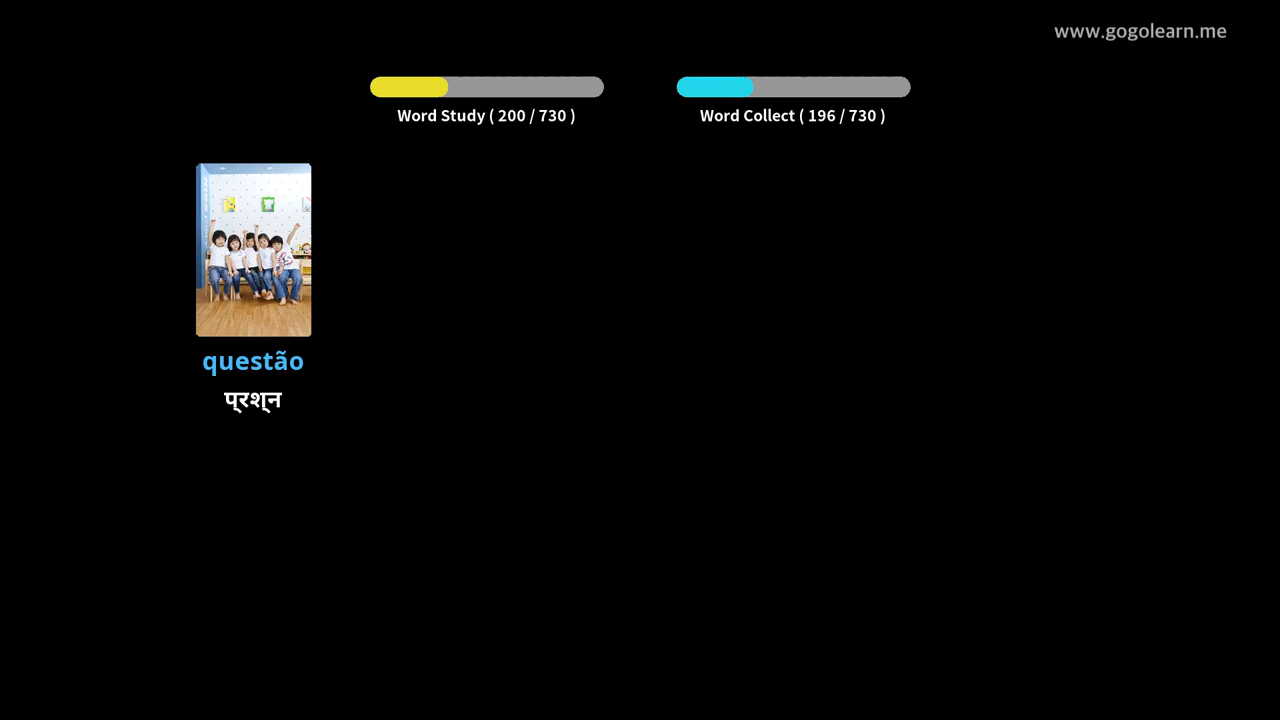 www.gogolearn.me
Word Study ( 200 / 730 )
Word Collect ( 196 / 730 )
questão
प्रश्न